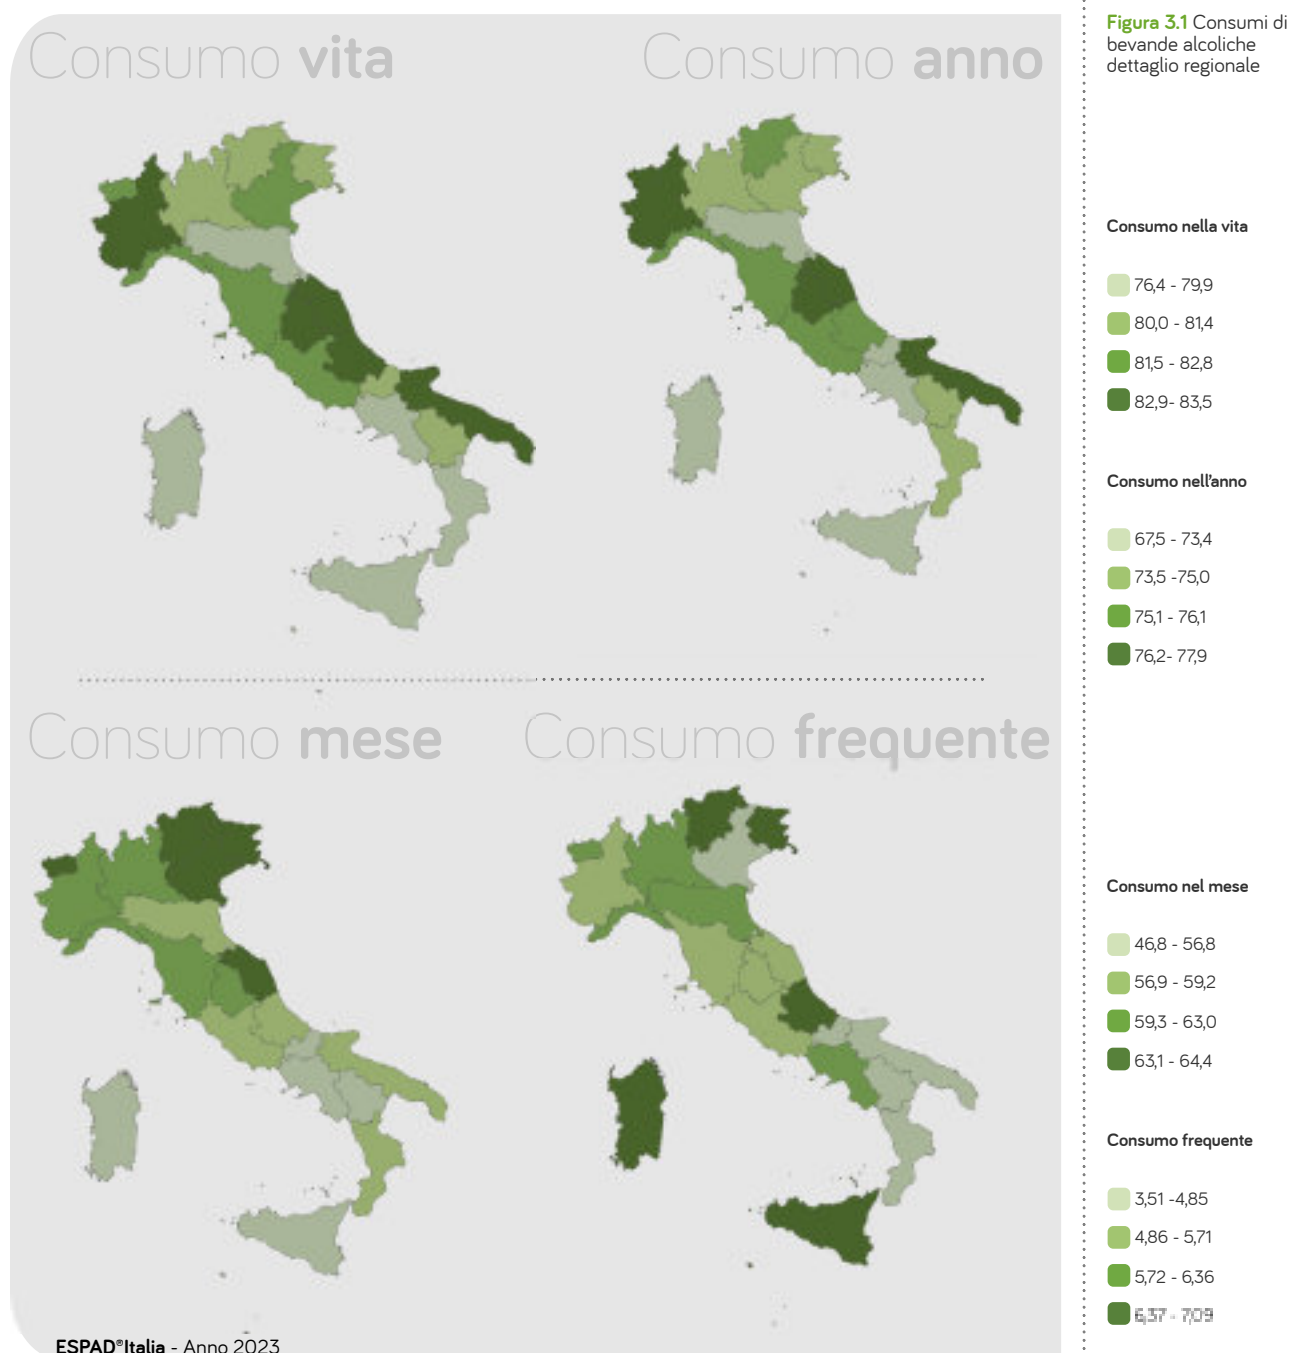 Consumo vita
Consumo anno
Consumo mese
Consumo frequente
ESPAD®Italia - Anno 2023
Figura 3.1 Consumi di
bevande alcoliche
dettaglio regionale
Consumo nella vita
76,4 - 79,9
80,0 - 81,4
81,5 - 82,8
82,9- 83,5
Consumo nell'anno
67,5 - 73,4
73,5 -75,0
75,1 - 76,1
76,2- 77,9
Consumo nel mese
46,8 - 56,8
56,9 - 59,2
59,3 - 63,0
63,1 - 64,4
Consumo frequente
3,51 -4,85
4,86 - 5,71
5,72 - 6,36
6,37 - 7,09